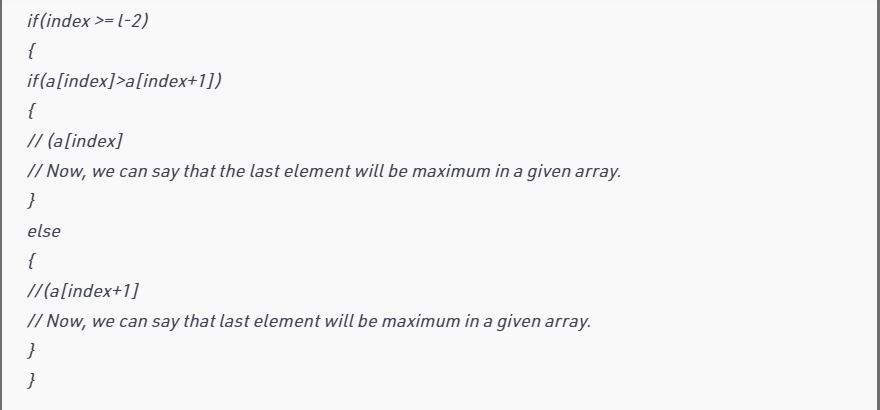 if(index >= l-2)
{
if(a[index]>a[index+1])
{
// (a[index]
// Now, we can say that the last element will be maximum in a given array.
}
else
{
//(a[index+1]
// Now, we can say that last element will be maximum in a given array.
}
}